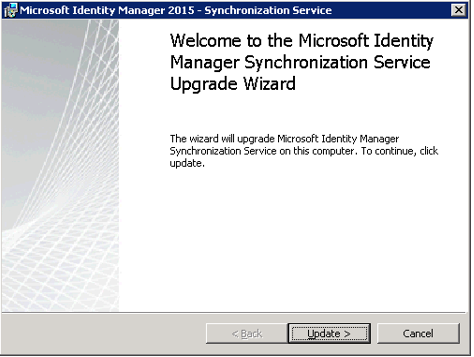 Microsoft Identity Manager 2015 - Synchronization Service
Welcome to the Microsoft Identity
Manager Synchronization Service
Upgrade Wizard
The wizard will upgrade Microsoft Identity Manager
Synchronization Service on this computer. To continue, click
update.
< Back
Update >
Cancel